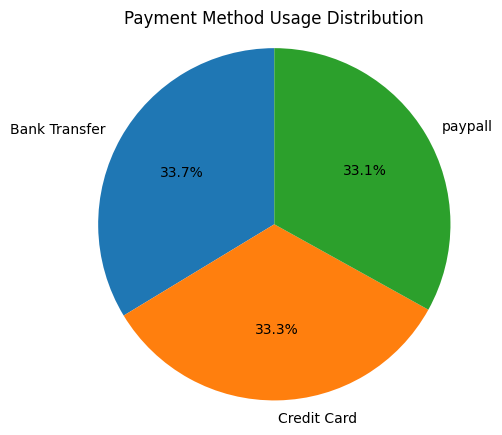 Payment Method Usage Distribution
Bank Transfer
paypall
33.7%
33.1%
33.3%
Credit Card